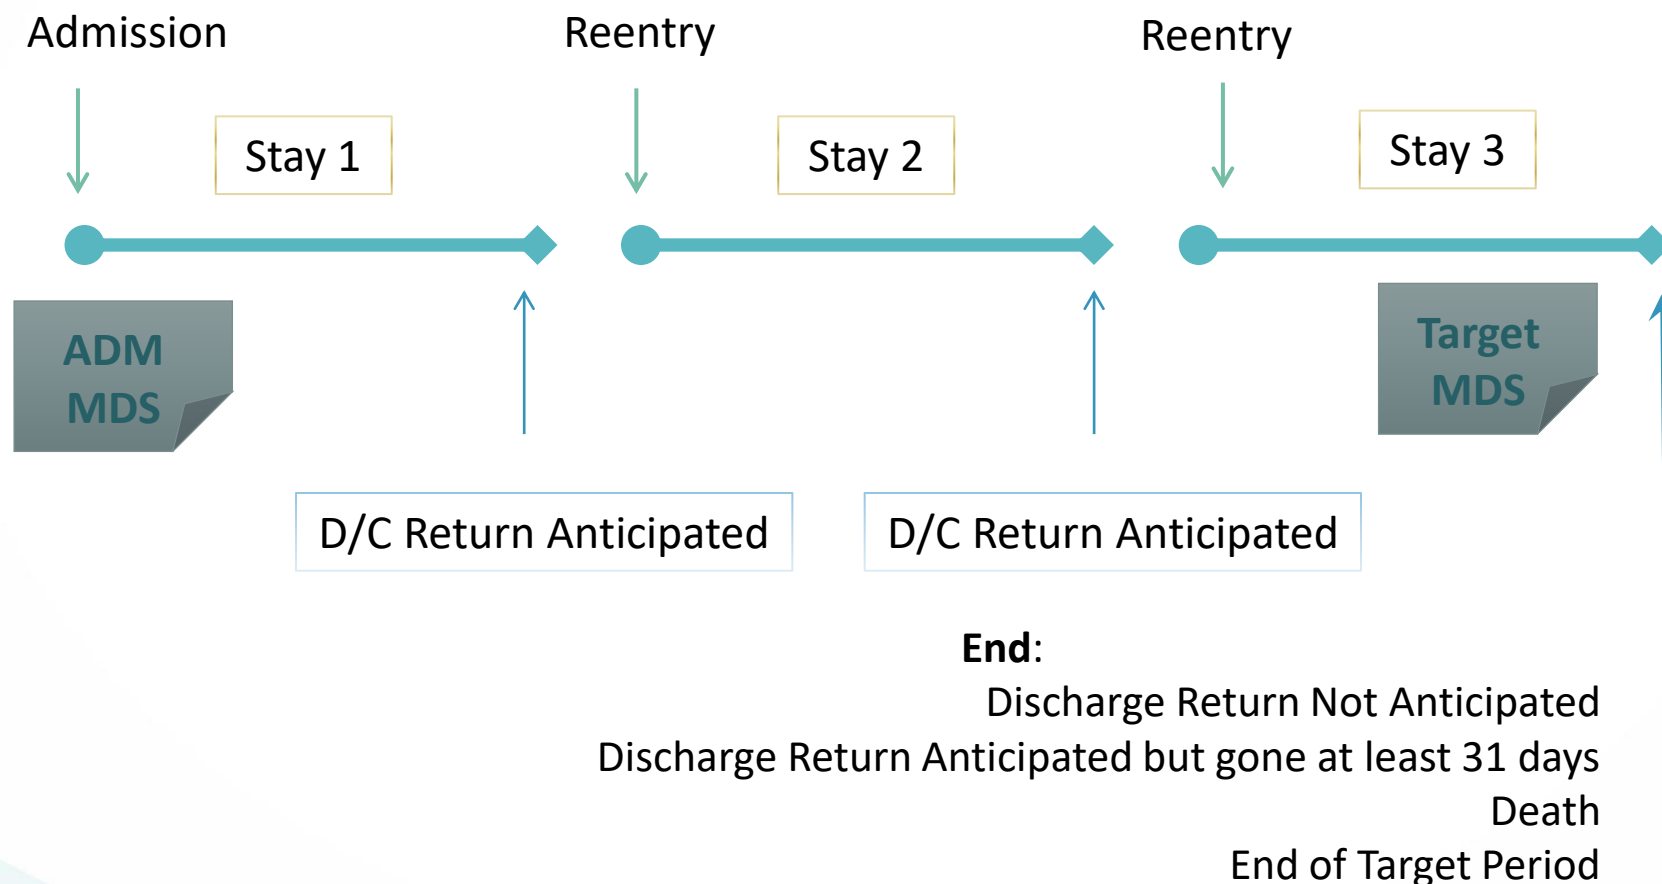 Admission
Reentry
Reentry
Stay 1
Stay 2
Stay 3
ADM
MDS
Target
MDS
D/C Return Anticipated
D/C Return Anticipated
End:
Discharge Return Not Anticipated
Discharge Return Anticipated but gone at least 31 days
Death
End of Target Period